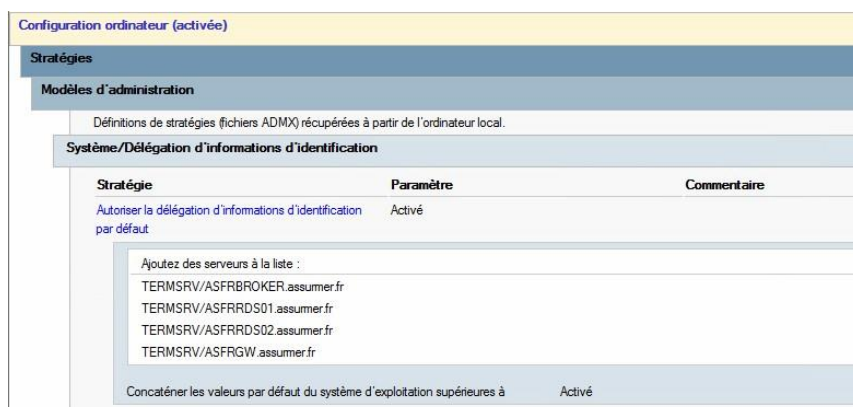 Configuration ordinateur (activée)
Stratégies
Modèles d'administration
Définitions de stratégies (fichiers ADMX) récupérées à partir de l'ordinateur local.
Système/Délégation d'informations d'identification
Stratégie Paramètre Commentaire
Autoriser la délégation d'informations d'identification Activé
par défaut
Ajoutez des serveurs à la liste :
TERMSRV/ASFRBROKER.assurmer.fr
TERMSRV/ASFRRDS01.assurmer.fr
TERMSRV/ASFRRDS02.assurmer.fr
TERMSRV/ASFRGW.assurmer.fr
Concaténer les valeurs par défaut du système d'exploitation supérieures à Activé